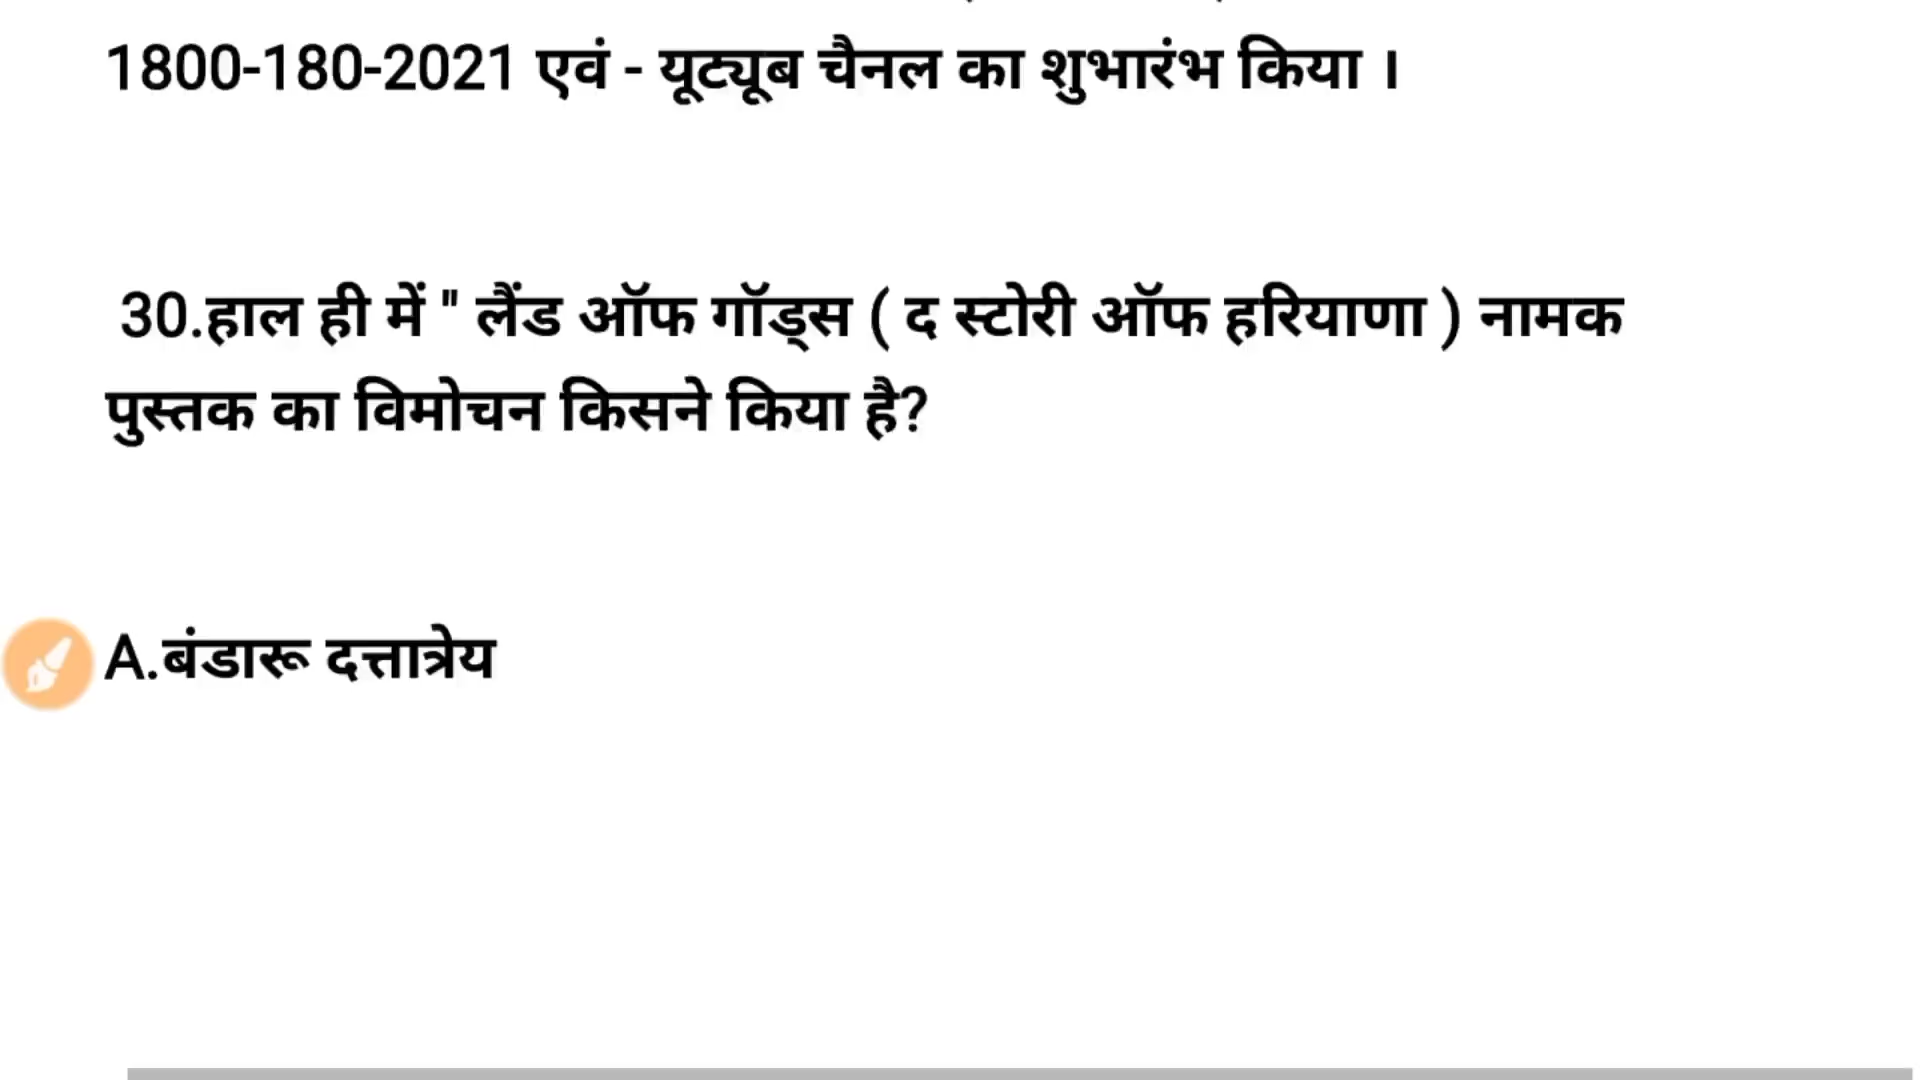 1800-180-2021 एवं - यूट्यूब चैनल का शुभारंभ किया ।
30.हाल ही में " लैंड ऑफ गॉड्स ( द स्टोरी ऑफ हरियाणा ) नामक
पुस्तक का विमोचन किसने किया है?
A.बंडारू दत्तात्रेय